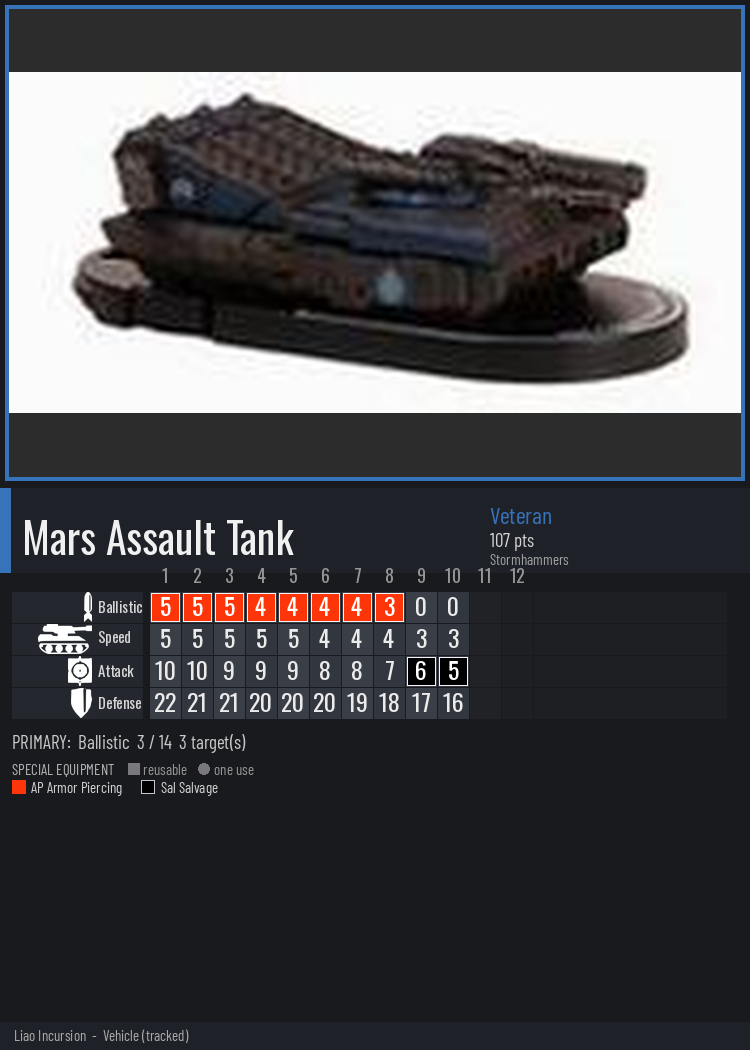 Mars Assault Tank
Veteran
107 pts
Stormhammers
1 2 3 4 5 6 7 8 9 10 11 12
Ballistic 5 5 5 4 4 4 4 3 0 0
Speed 5 5 5 5 5 4 4 4 3 3
Attack 10 10 9 9 9 8 8 7 6 5
Defense 22 21 21 20 20 20 19 18 17 16
PRIMARY: Ballistic 3 / 14 3 target(s)
SPECIAL EQUIPMENT reusable one use
AP Armor Piercing Sal Salvage
Liao Incursion - Vehicle (tracked)